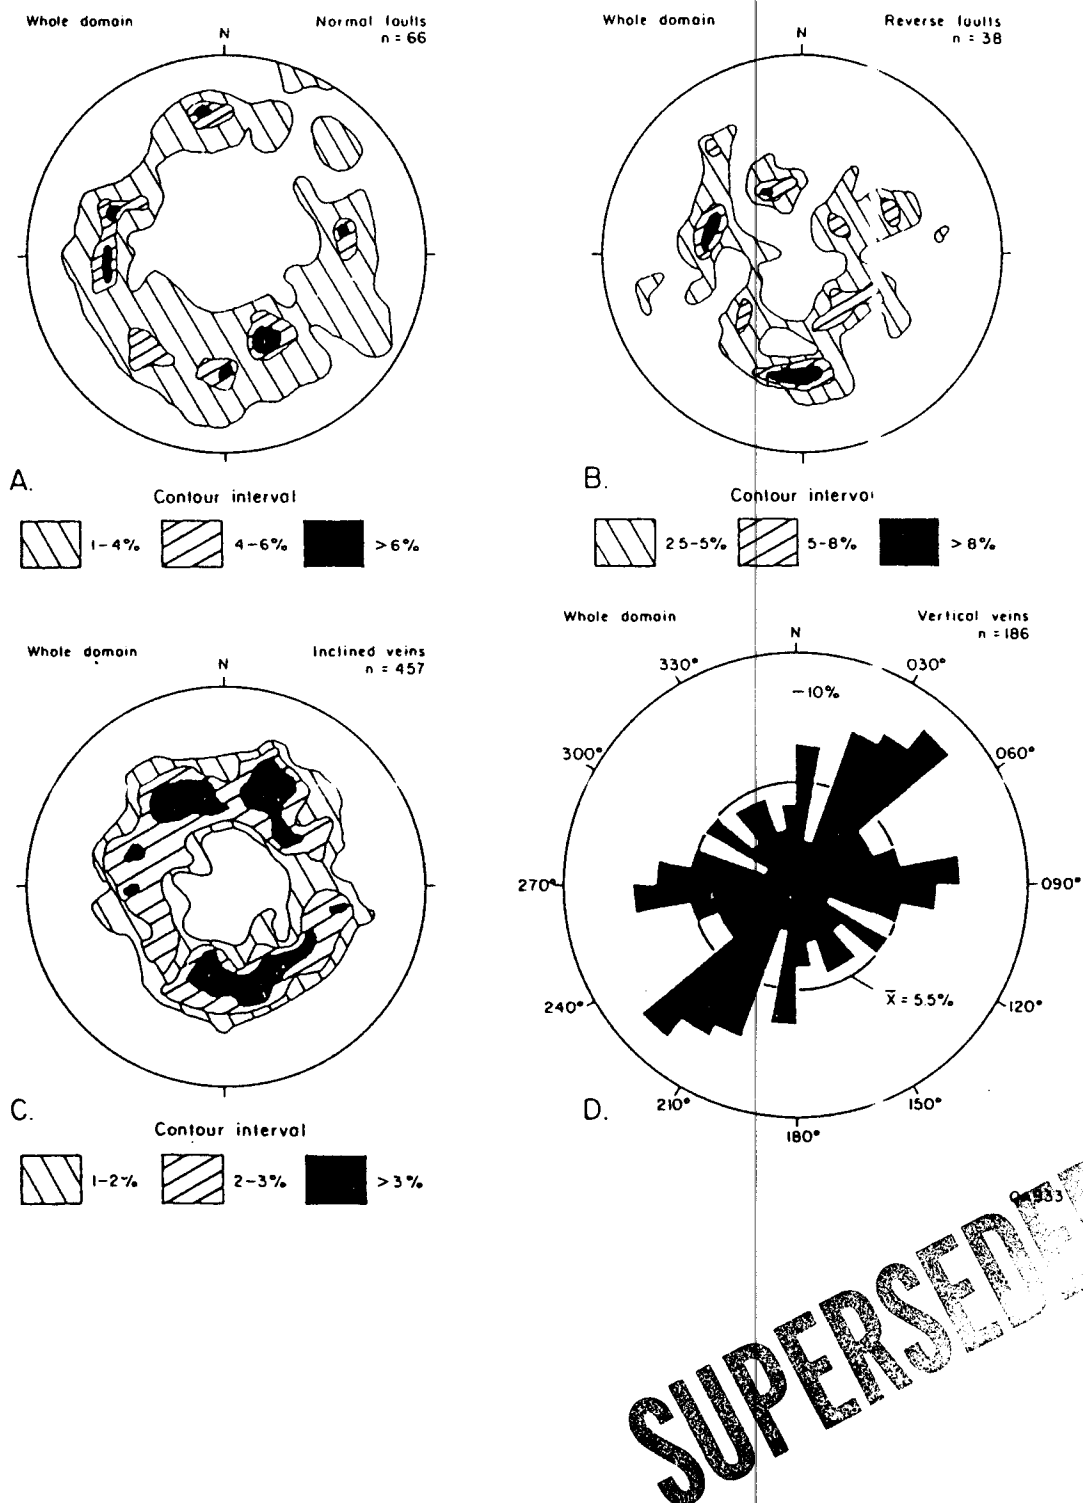 Whole domain
Normal faults
n = 66
N
A.
Contour interval
1-4%
4-6%
>6%
Whole domain
Reverse faults
n = 38
N
B.
Contour interval
2 5-5%
5-8%
>8%
Whole domain
Inclined veins
n = 457
N
C.
Contour interval
1-2%
2-3%
>3%
Whole domain
Vertical veins
n = 186
N
330°
030°
-10%
300°
060°
270°
090°
X̅ = 5.5%
240°
120°
210°
150°
180°
D.
SUPERSEDED